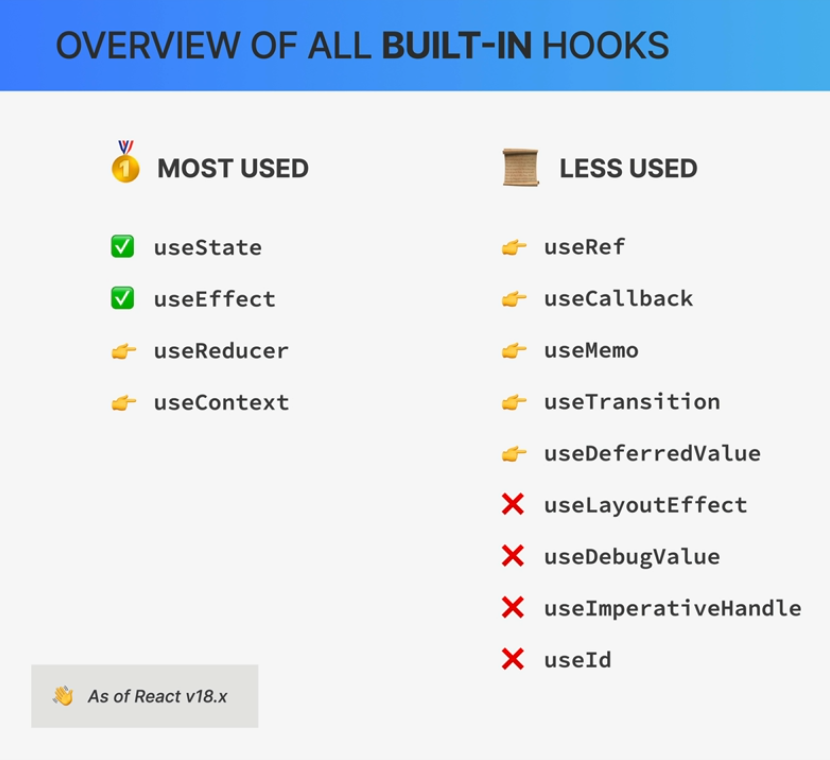 OVERVIEW OF ALL BUILT-IN HOOKS
MOST USED
useState
useEffect
useReducer
useContext
LESS USED
useRef
useCallback
useMemo
useTransition
useDeferredValue
useLayoutEffect
useDebugValue
useImperativeHandle
useId
As of React v18.x